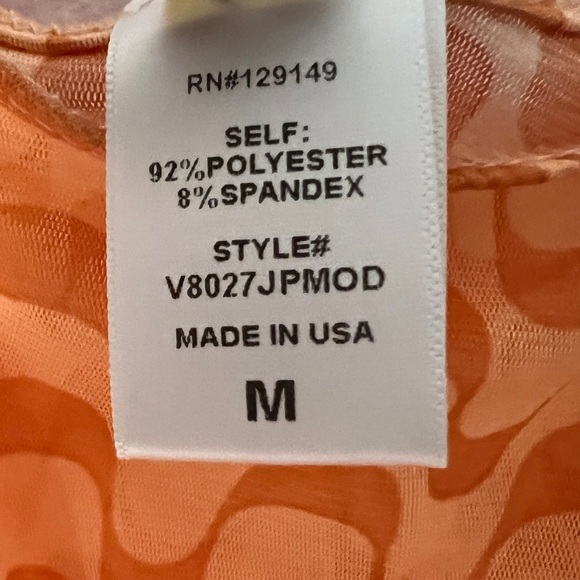 RN#129149
SELF:
92%POLYESTER
8%SPANDEX
STYLE#
V8027JPMOD
MADE IN USA
M